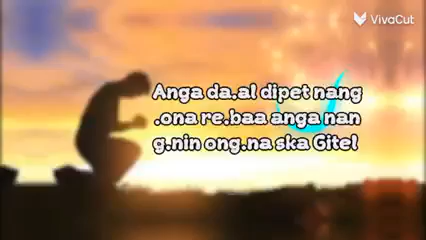 VivaCut
Anga da.al dipet nang
.ona re.baa anga nan
g.nin ong.na ska Gitel